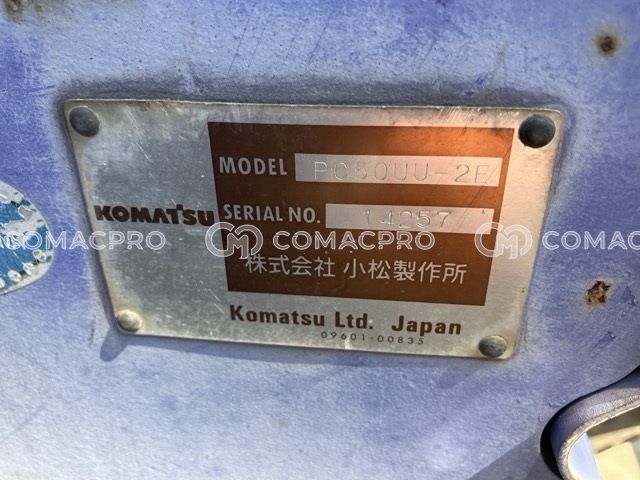 MODEL PC50UU-2E
KOMATSU SERIAL NO. 14257
COMACPRO COMACPRO COMACPRO
株式会社 小松製作所
Komatsu Ltd. Japan
09601-00835